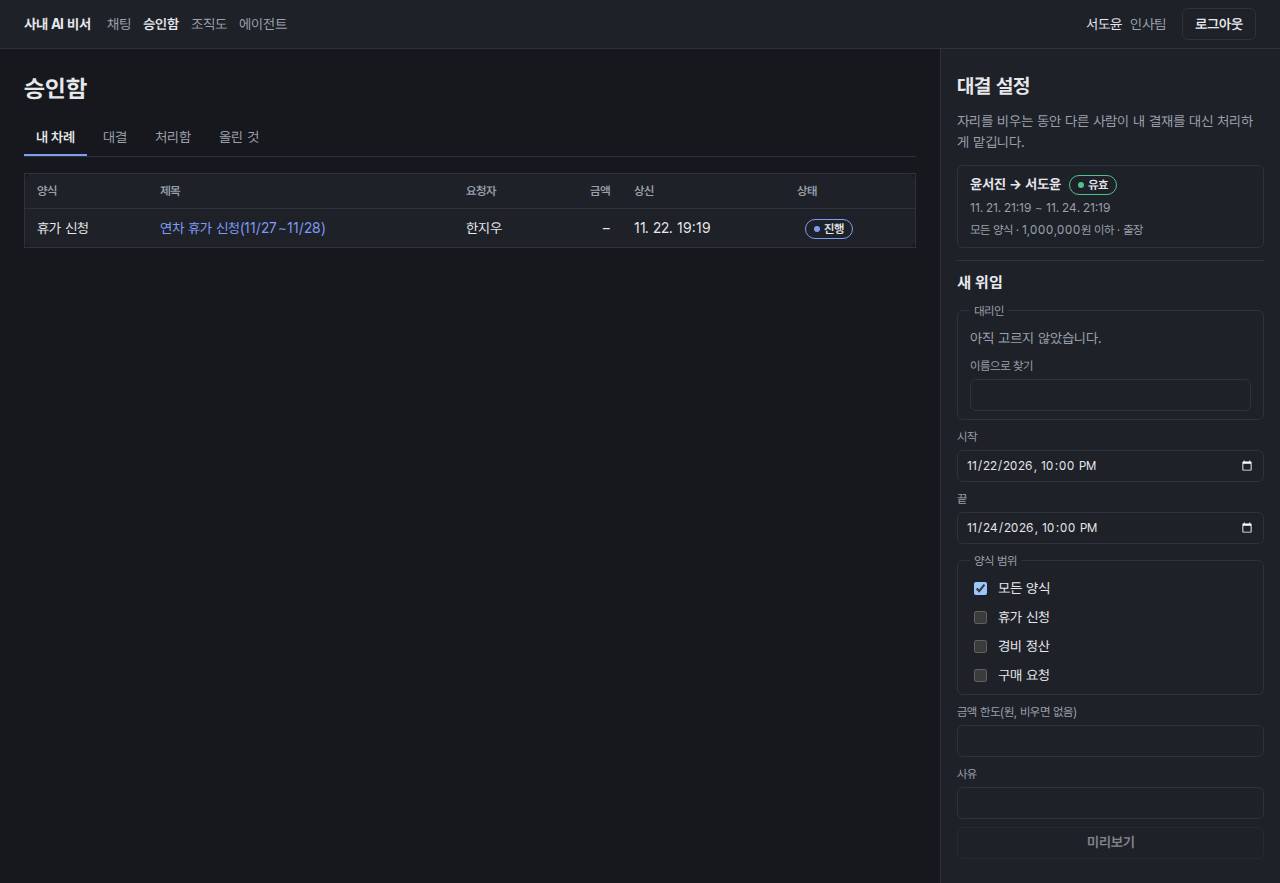 사내 AI 비서 채팅 승인함 조직도 에이전트 서도윤 인사팀 로그아웃
승인함
내 차례 대결 처리함 올린 것
양식 제목 요청자 금액 상신 상태
휴가 신청 연차 휴가 신청(11/27~11/28) 한지우 – 11. 22. 19:19 진행
대결 설정
자리를 비우는 동안 다른 사람이 내 결재를 대신 처리하
게 맡깁니다.
윤서진 → 서도윤 유효
11. 21. 21:19 ~ 11. 24. 21:19
모든 양식 · 1,000,000원 이하 · 출장
새 위임
대리인
아직 고르지 않았습니다.
이름으로 찾기
시작
11/22/2026, 10:00 PM
끝
11/24/2026, 10:00 PM
양식 범위
모든 양식
휴가 신청
경비 정산
구매 요청
금액 한도(원, 비우면 없음)
사유
미리보기